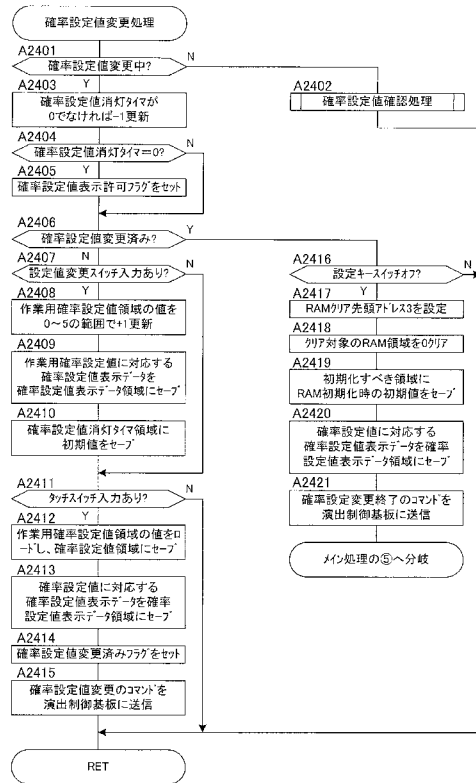 確率設定値変更処理
A2401
確率設定値変更中?
N
Y
A2402
確率設定値確認処理
A2403
確率設定値消灯タイマが
0でなければ-1更新
A2404
確率設定値消灯タイマ=0?
N
Y
A2405
確率設定値表示許可フラグをセット
A2406
確率設定値変更済み?
Y
N
A2407
設定値変更スイッチ入力あり?
N
Y
A2408
作業用確率設定値領域の値を
0~5の範囲で+1更新
A2409
作業用確率設定値に対応する
確率設定値表示データを
確率設定値表示データ領域にセーブ
A2410
確率設定値消灯タイマ領域に
初期値をセーブ
A2411
タッチスイッチ入力あり?
N
Y
A2412
作業用確率設定値領域の値をロ
ードし、確率設定値領域にセーブ
A2413
確率設定値に対応する
確率設定値表示データを確率
設定値表示データ領域にセーブ
A2414
確率設定値変更済みフラグをセット
A2415
確率設定値変更のコマンドを
演出制御基板に送信
RET
A2416
設定キースイッチオフ?
N
Y
A2417
RAMクリア先頭アドレス3を設定
A2418
クリア対象のRAM領域を0クリア
A2419
初期化すべき領域に
RAM初期化時の初期値をセーブ
A2420
確率設定値に対応する
確率設定値表示データを確率
設定値表示データ領域にセーブ
A2421
確率設定変更終了のコマンドを
演出制御基板に送信
メイン処理の⑤へ分岐